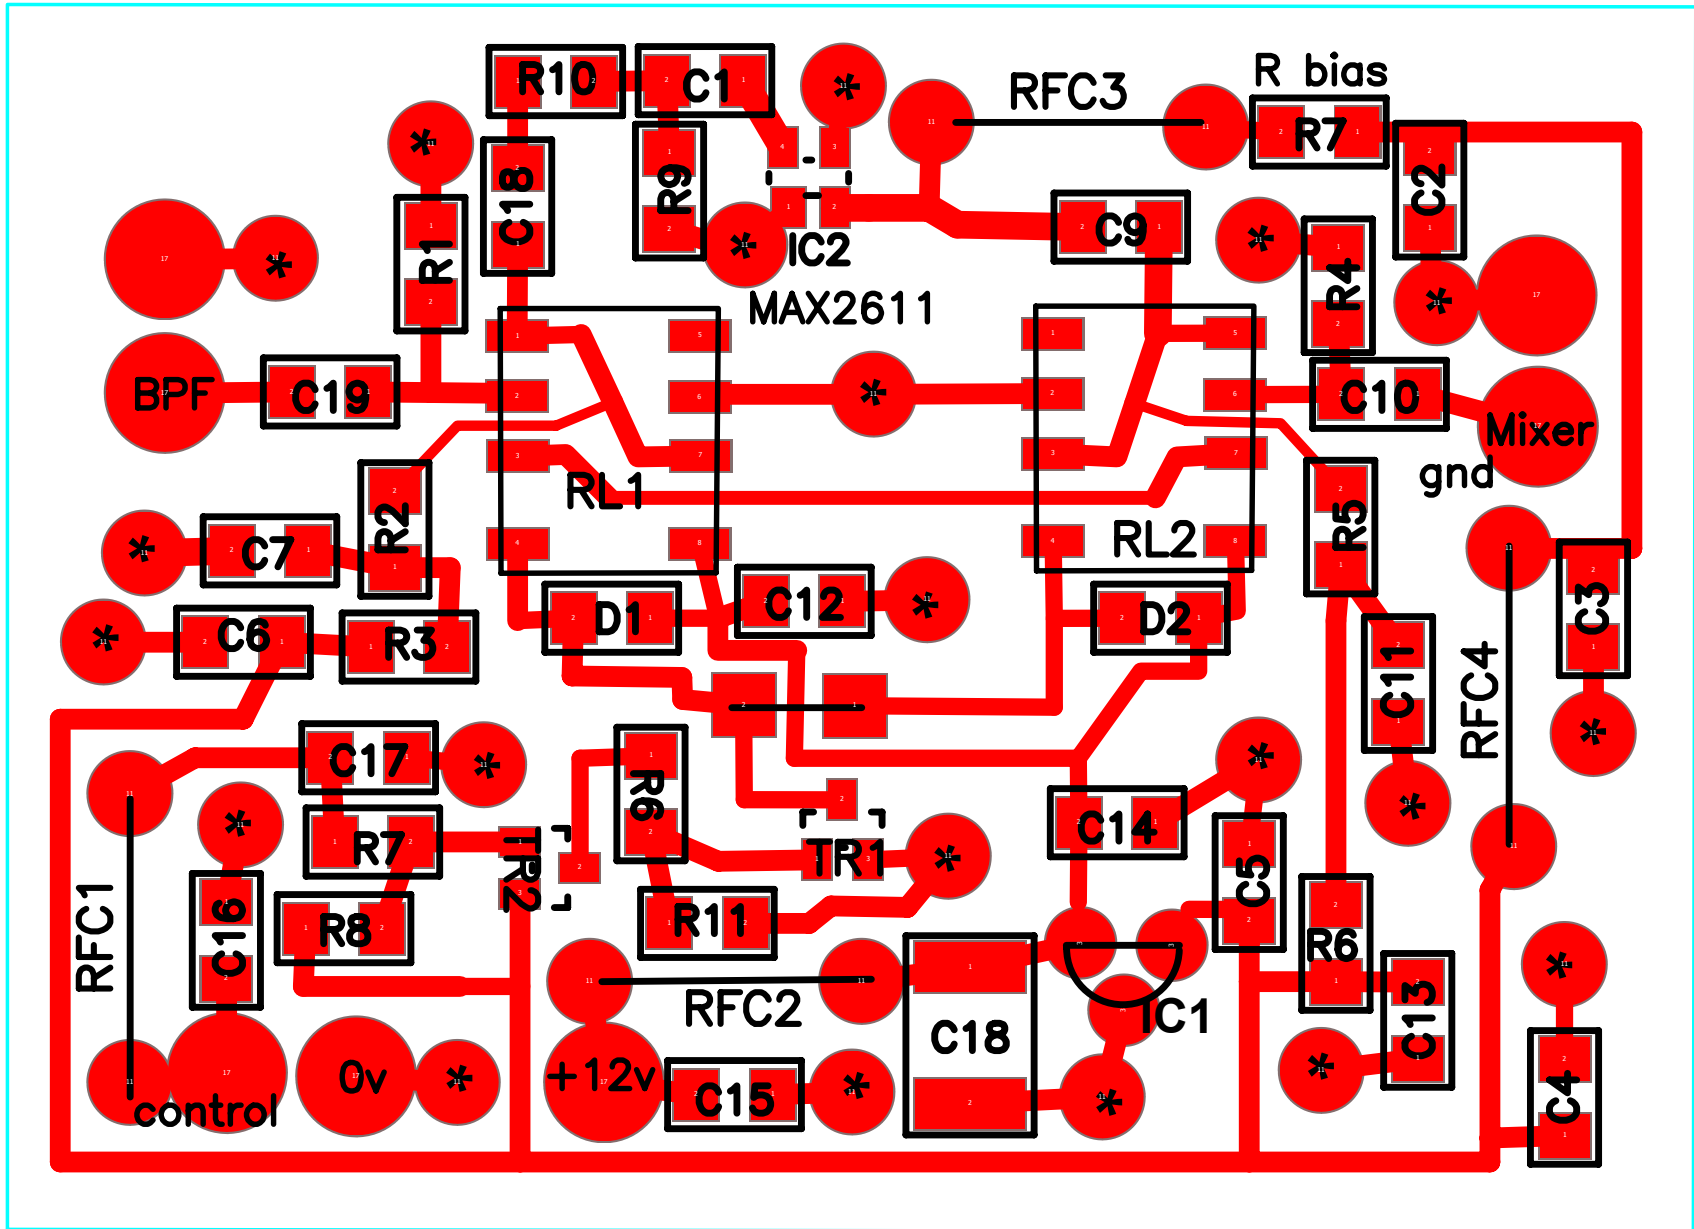 R10
C1
RFC3
R bias
R7
*
*
C18
R9
C2
R1
*
*
IC2
C9
*
R4
*
MAX2611
BPF
C19
*
C10
Mixer
gnd
RL1
R2
R5
RL2
*
C7
*
C6
R3
D1
C12
*
D2
C3
C11
RFC4
*
C17
*
R6
*
*
*
R7
TR2
TR1
*
C14
C5
RFC1
C16
R8
R11
R6
*
RFC2
C18
IC1
C13
*
control
0v
*
+12v
C15
*
*
C4